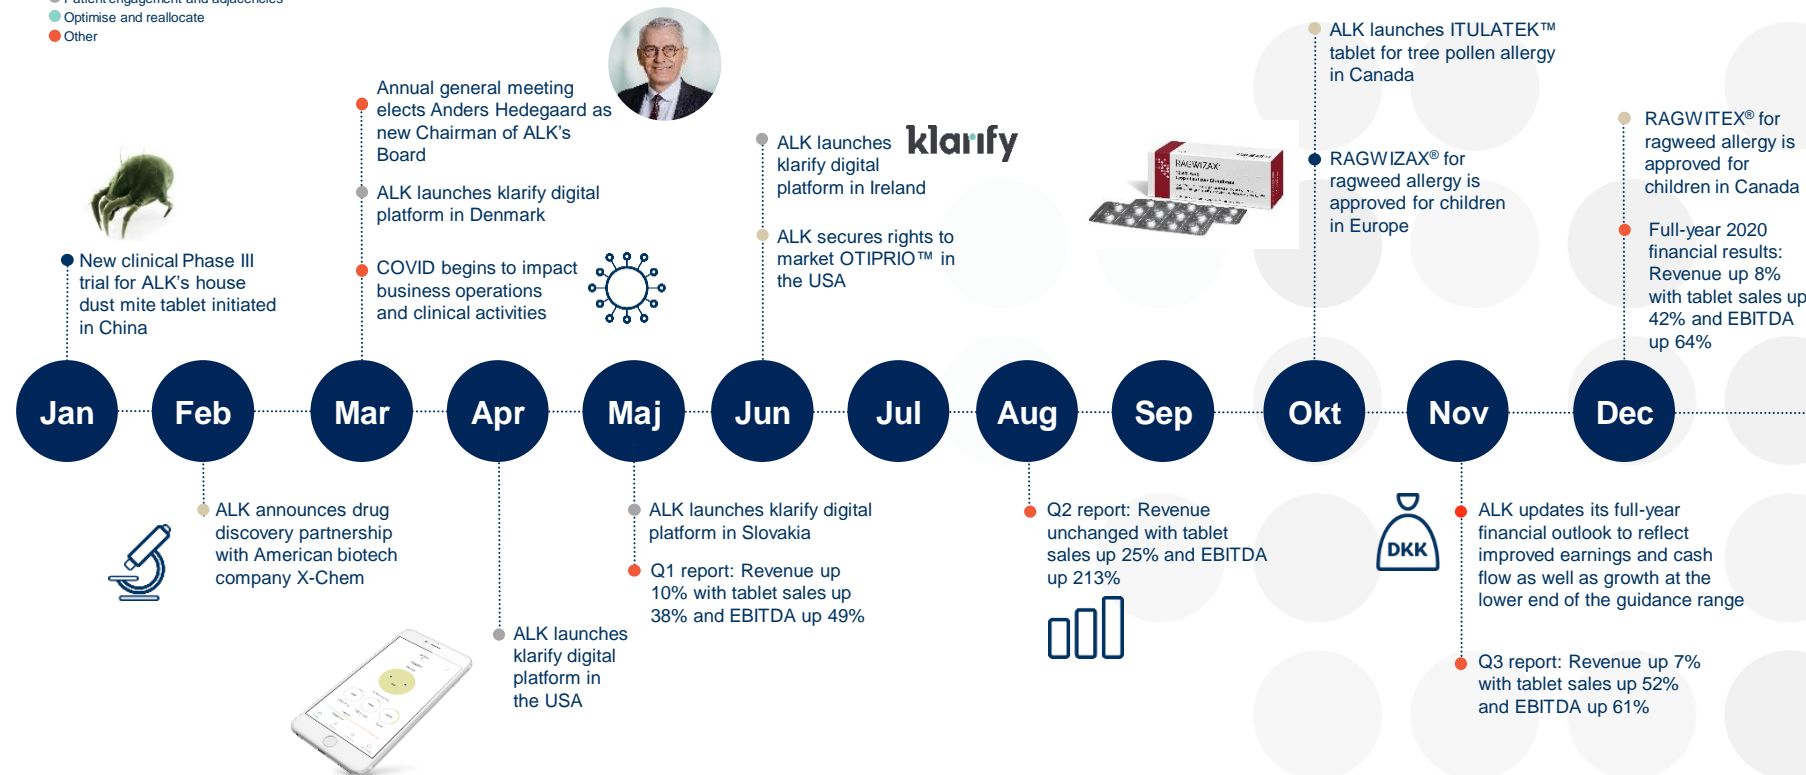 Patient engagement and adjacencies
Optimise and reallocate
Other
New clinical Phase III
trial for ALK's house
dust mite tablet initiated
in China
Annual general meeting
elects Anders Hedegaard as
new Chairman of ALK's
Board
ALK launches klarify digital
platform in Denmark
COVID begins to impact
business operations
and clinical activities
ALK launches
klarify digital
platform in Ireland
klarify
ALK secures rights to
market OTIPRIO™ in
the USA
RAGWIZAX
ALK launches ITULATEK™
tablet for tree pollen allergy
in Canada
RAGWIZAX® for
ragweed allergy is
approved for children
in Europe
RAGWITEX® for
ragweed allergy is
approved for
children in Canada
Full-year 2020
financial results:
Revenue up 8%
with tablet sales up
42% and EBITDA
up 64%
Jan
Feb
Mar
Apr
Maj
Jun
Jul
Aug
Sep
Okt
Nov
Dec
ALK announces drug
discovery partnership
with American biotech
company X-Chem
ALK launches
klarify digital
platform in
the USA
ALK launches klarify digital
platform in Slovakia
Q1 report: Revenue up
10% with tablet sales up
38% and EBITDA up 49%
Q2 report: Revenue
unchanged with tablet
sales up 25% and EBITDA
up 213%
DKK
ALK updates its full-year
financial outlook to reflect
improved earnings and cash
flow as well as growth at the
lower end of the guidance range
Q3 report: Revenue up 7%
with tablet sales up 52%
and EBITDA up 61%